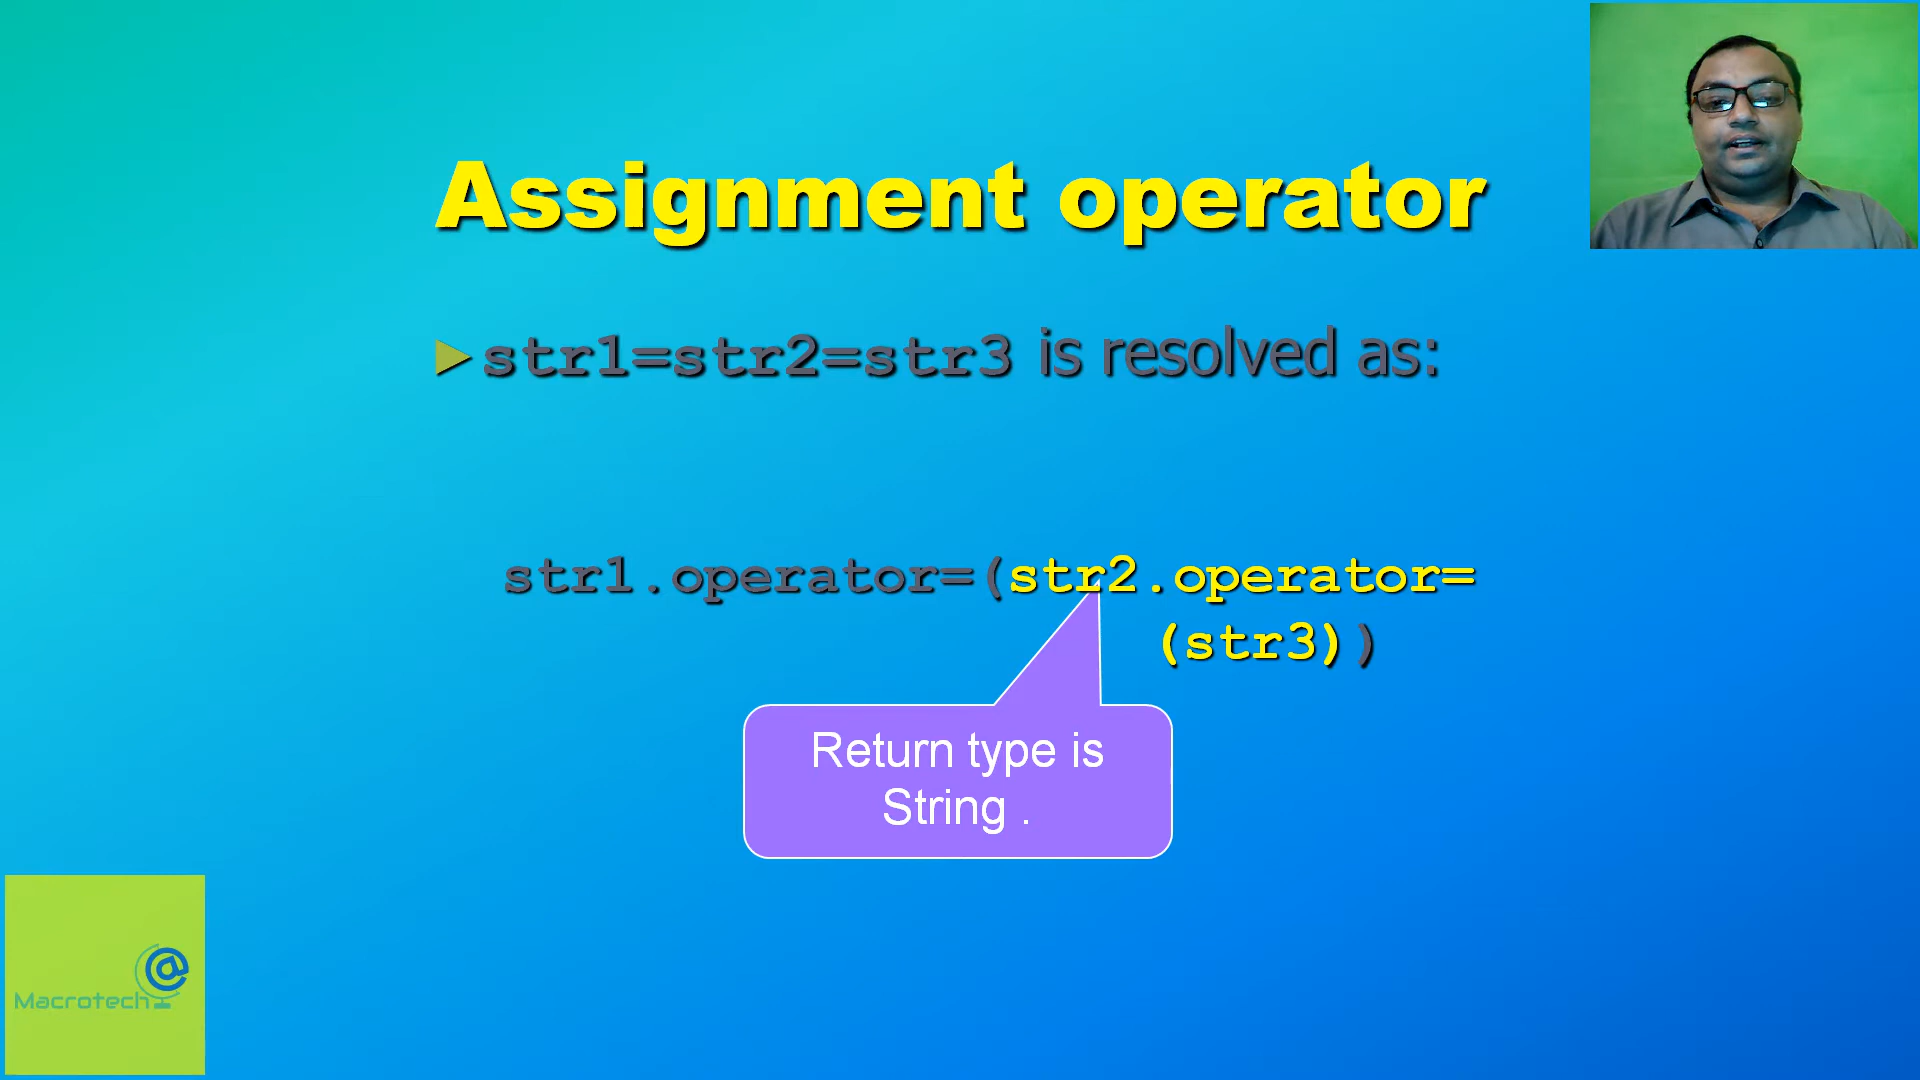 Assignment operator
►str1=str2=str3 is resolved as:
str1.operator=(str2.operator=
(str3))
Return type is
String .
Macrotech